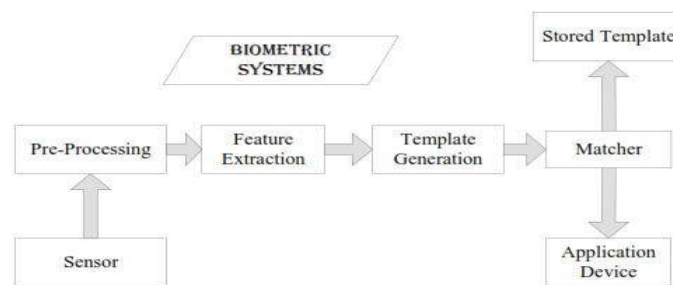 Stored Template
BIOMETRIC
SYSTEMS
Pre-Processing
Feature
Extraction
Template
Generation
Matcher
Sensor
Application
Device